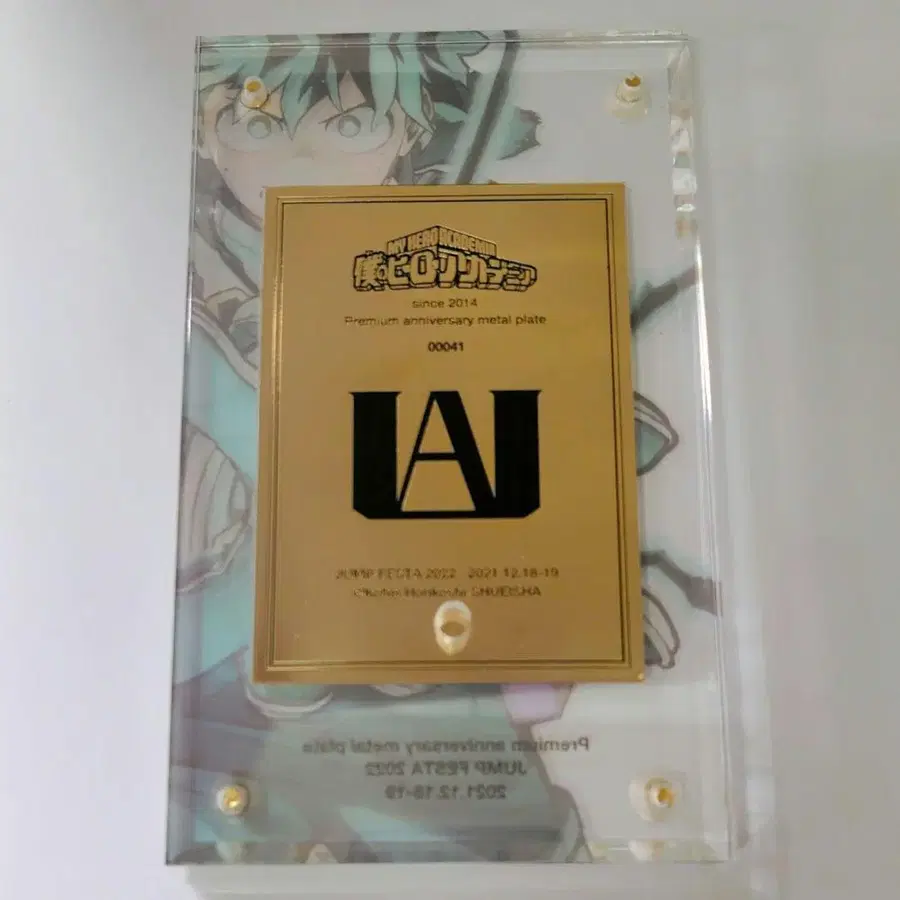 MY HERO ACADEMIA
僕のヒーローアカデミア
since 2014
Premium anniversary metal plate
00041
UA
JUMP FESTA 2022 2021.12.18-19
©Kohei Horikoshi/SHUEISHA
Premium anniversary metal plate
JUMP FESTA 2022
2021.12.18-19